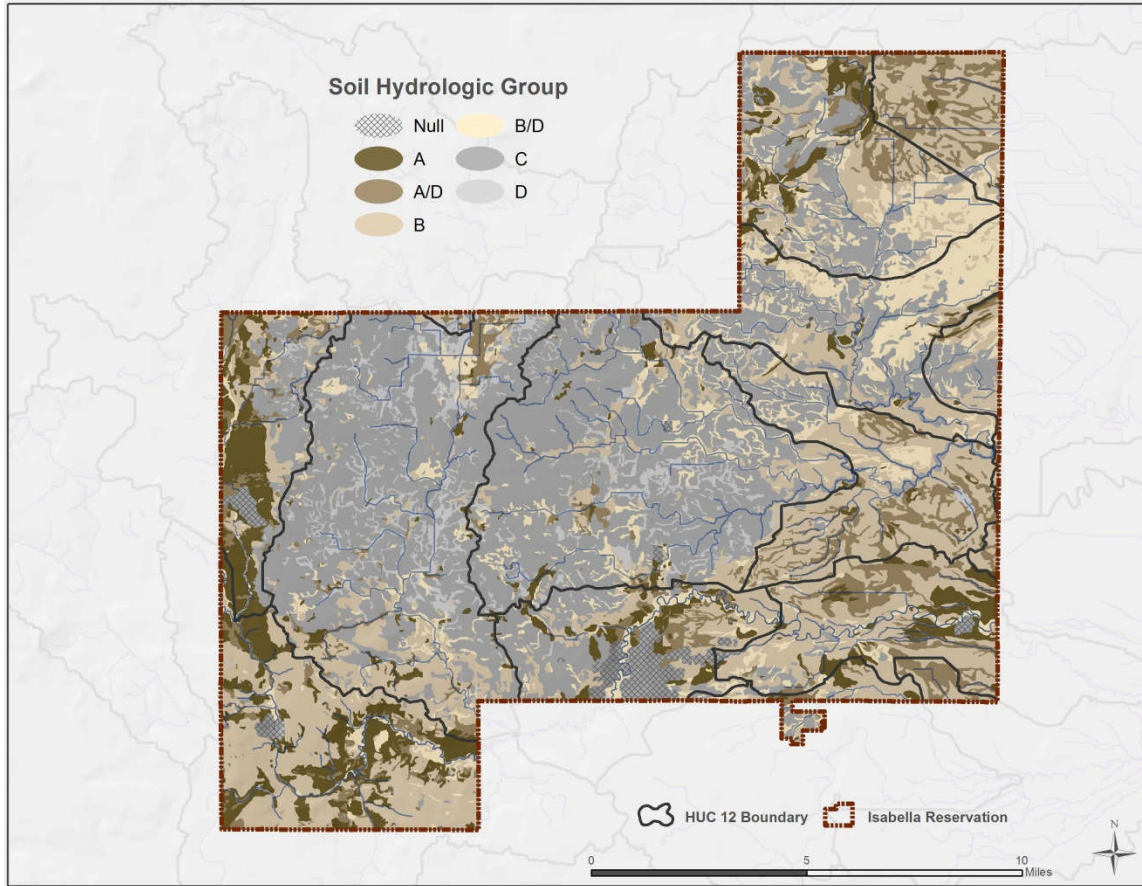 Soil Hydrologic Group
Null B/D
A C
A/D D
B
HUC 12 Boundary Isabella Reservation
N
0 5 10
Miles